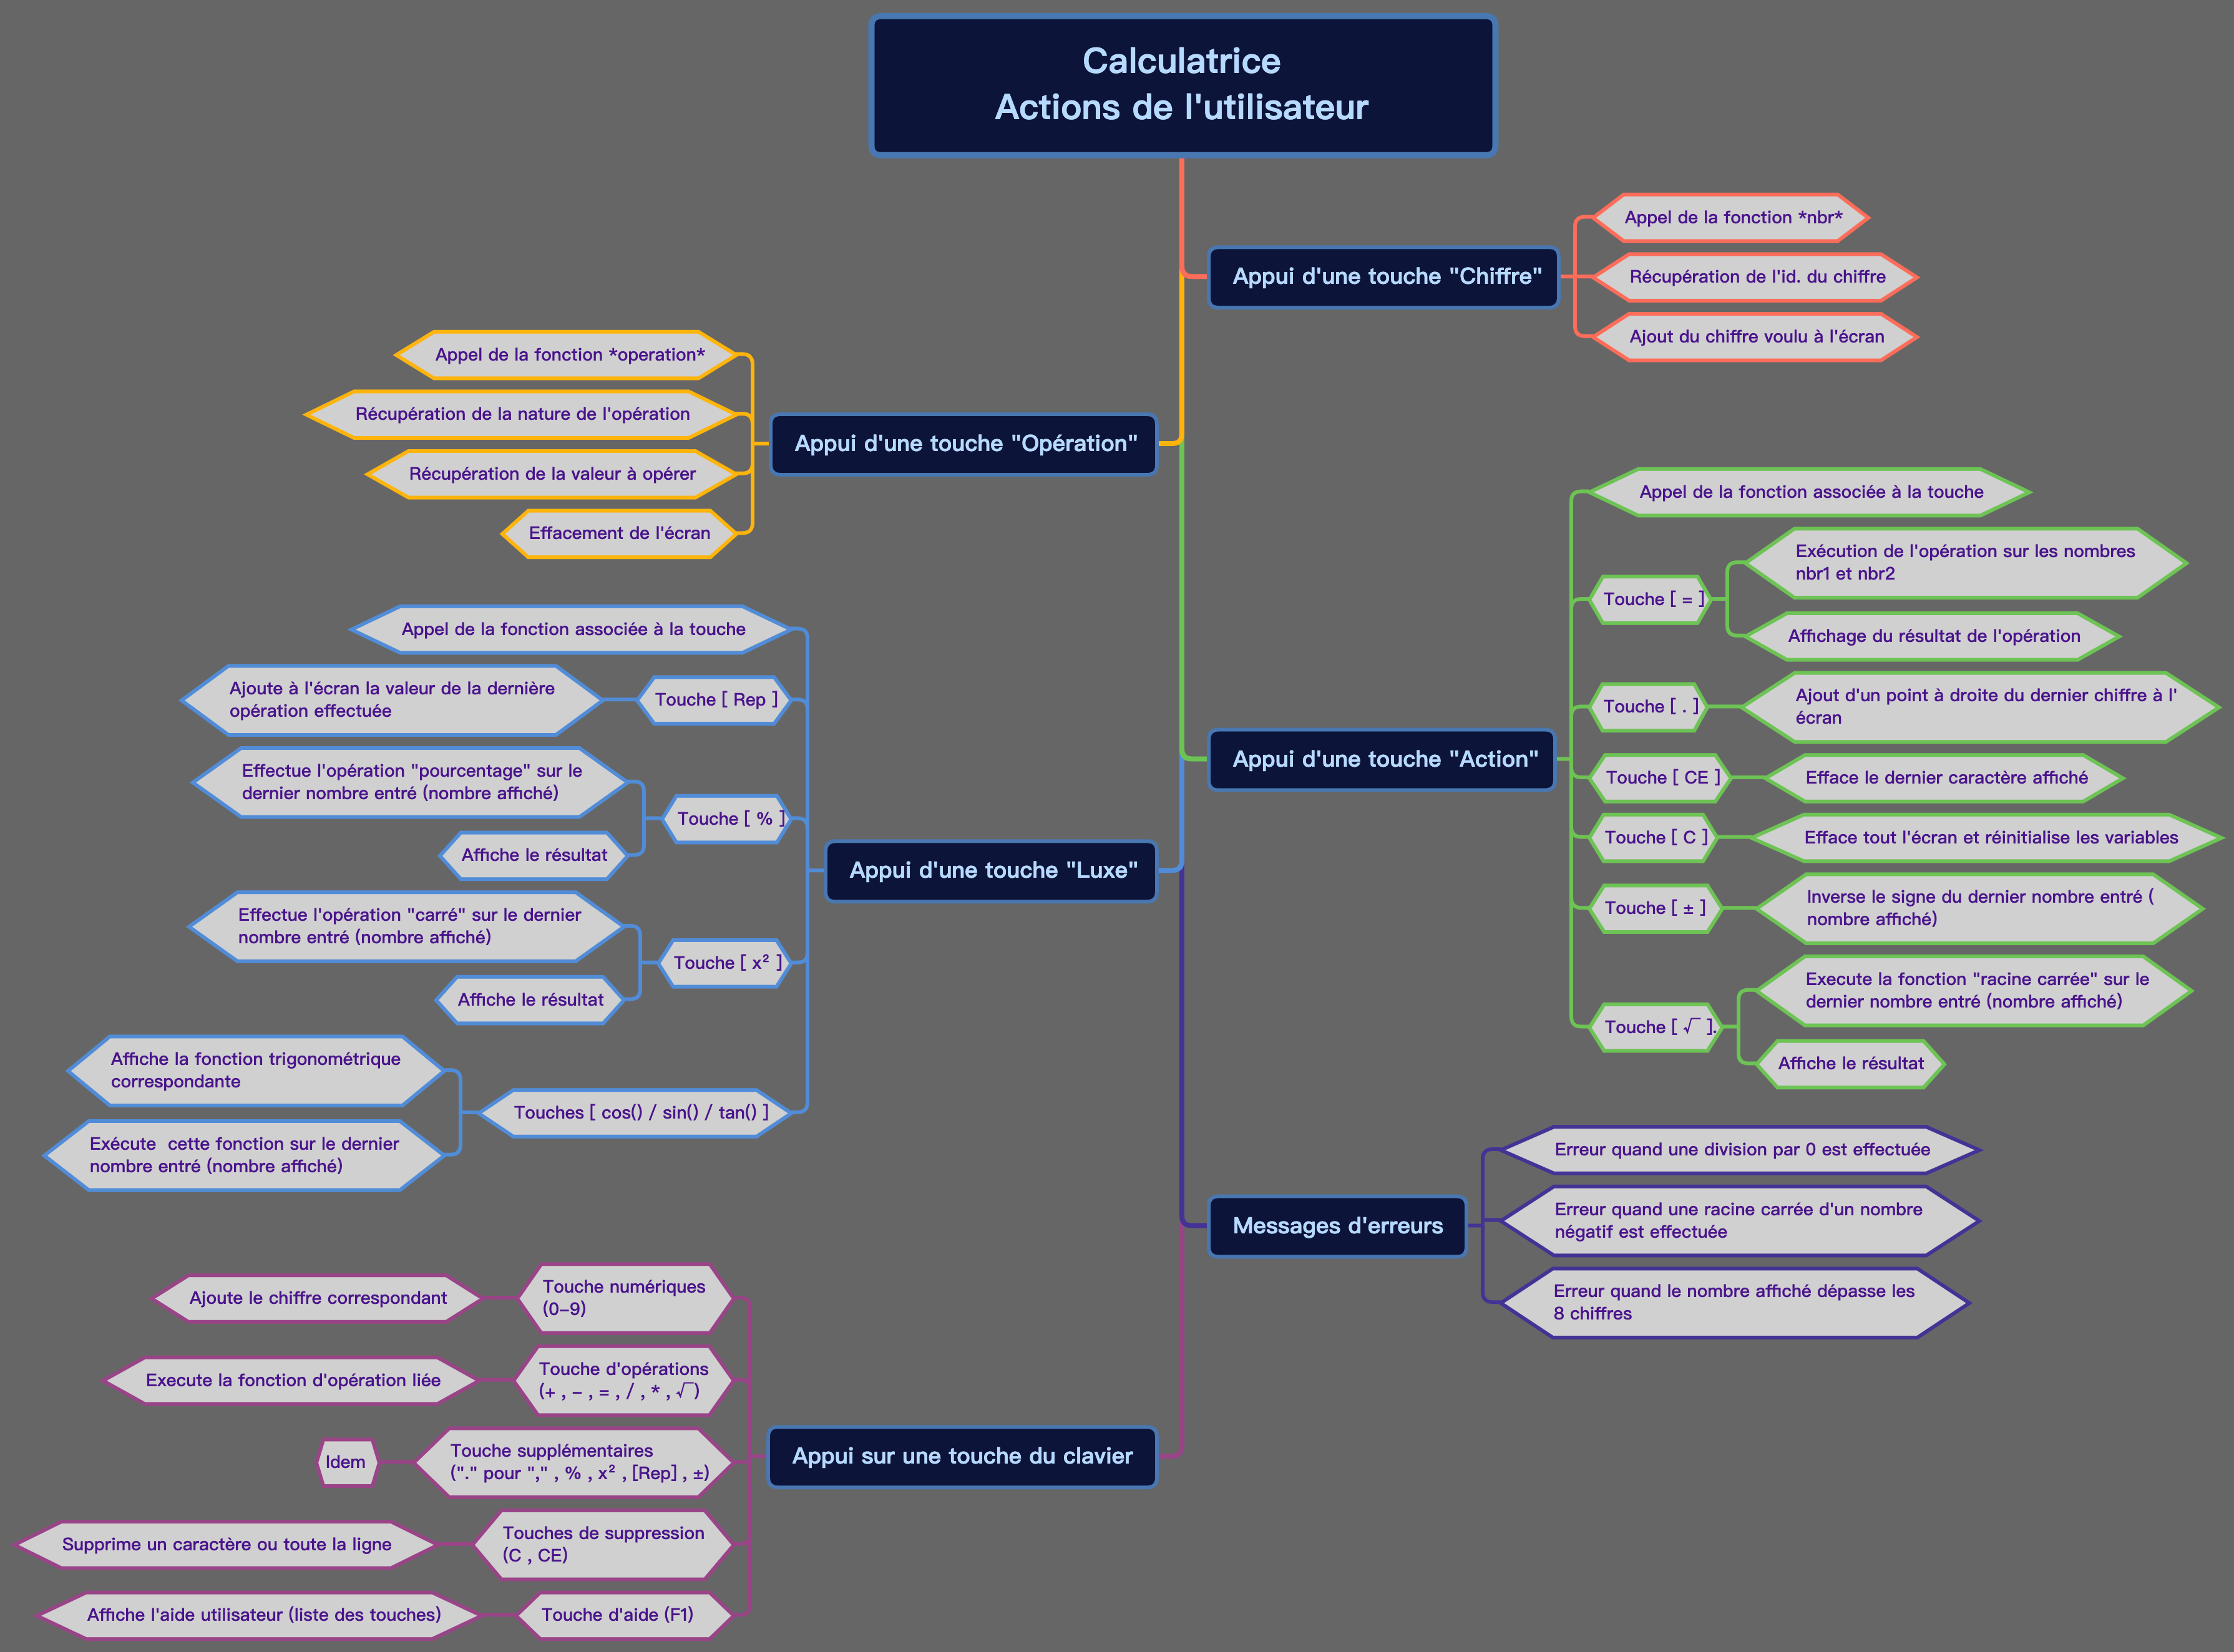 Calculatrice
Actions de l'utilisateur
Appui d'une touche "Chiffre"
Appel de la fonction *nbr*
Récupération de l'id. du chiffre
Ajout du chiffre voulu à l'écran
Appui d'une touche "Opération"
Appel de la fonction *operation*
Récupération de la nature de l'opération
Récupération de la valeur à opérer
Effacement de l'écran
Appui d'une touche "Action"
Appel de la fonction associée à la touche
Touche [ = ]
Exécution de l'opération sur les nombres
nbr1 et nbr2
Affichage du résultat de l'opération
Touche [ . ]
Ajout d'un point à droite du dernier chiffre à l'
écran
Touche [ CE ]
Efface le dernier caractère affiché
Touche [ C ]
Efface tout l'écran et réinitialise les variables
Touche [ ± ]
Inverse le signe du dernier nombre entré (
nombre affiché)
Touche [ √‾ ].
Execute la fonction "racine carrée" sur le
dernier nombre entré (nombre affiché)
Affiche le résultat
Appui d'une touche "Luxe"
Appel de la fonction associée à la touche
Touche [ Rep ]
Ajoute à l'écran la valeur de la dernière
opération effectuée
Touche [ % ]
Effectue l'opération "pourcentage" sur le
dernier nombre entré (nombre affiché)
Affiche le résultat
Touche [ x² ]
Effectue l'opération "carré" sur le dernier
nombre entré (nombre affiché)
Affiche le résultat
Touches [ cos() / sin() / tan() ]
Affiche la fonction trigonométrique
correspondante
Exécute  cette fonction sur le dernier
nombre entré (nombre affiché)
Messages d'erreurs
Erreur quand une division par 0 est effectuée
Erreur quand une racine carrée d'un nombre
négatif est effectuée
Erreur quand le nombre affiché dépasse les
8 chiffres
Appui sur une touche du clavier
Touche numériques
(0-9)
Ajoute le chiffre correspondant
Touche d'opérations
(+ , - , = , / , * , √‾)
Execute la fonction d'opération liée
Touche supplémentaires
("." pour "," , % , x² , [Rep] , ±)
Idem
Touches de suppression
(C , CE)
Supprime un caractère ou toute la ligne
Touche d'aide (F1)
Affiche l'aide utilisateur (liste des touches)